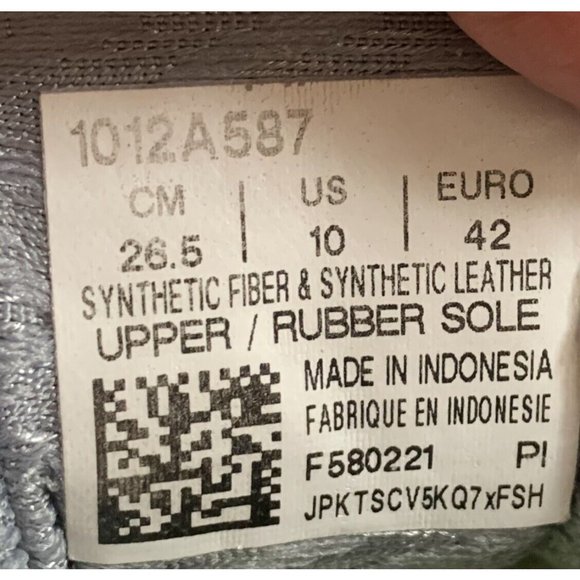 1012A587
CM | US | EURO
26.5 | 10 | 42
SYNTHETIC FIBER & SYNTHETIC LEATHER
UPPER / RUBBER SOLE
MADE IN INDONESIA
FABRIQUE EN INDONESIE
F580221 PI
JPKTSCV5KQ7xFSH